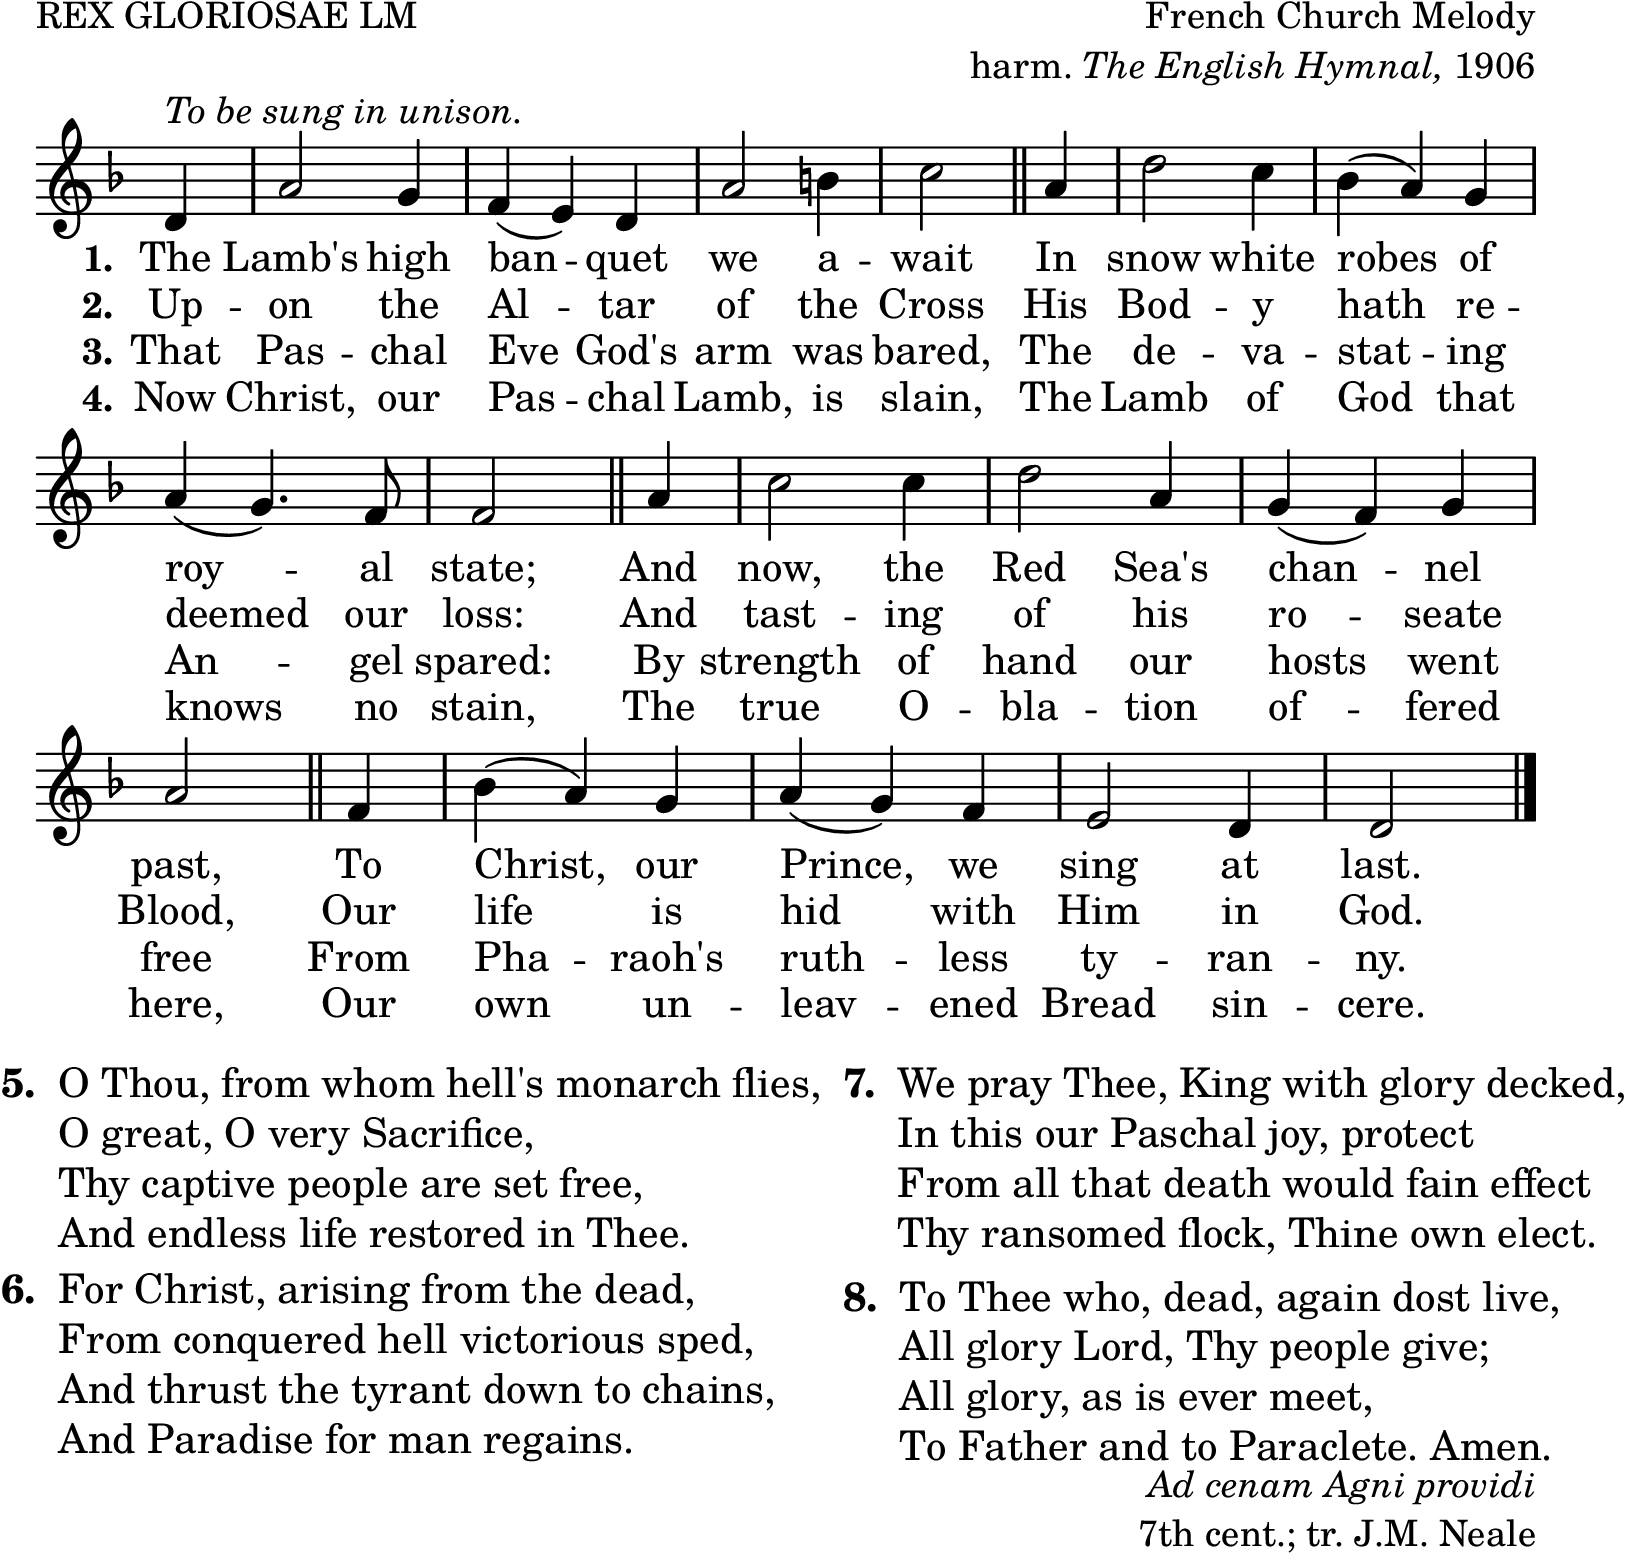 REX GLORIOSAE LM
French Church Melody
harm. The English Hymnal, 1906
To be sung in unison.
1. The Lamb's high ban -- quet we a -- wait In snow white robes of
2. Up -- on the Al -- tar of the Cross His Bod -- y hath re --
3. That Pas -- chal Eve God's arm was bared, The de -- va -- stat -- ing
4. Now Christ, our Pas -- chal Lamb, is slain, The Lamb of God that
roy -- al state; And now, the Red Sea's chan -- nel
deemed our loss: And tast -- ing of his ro -- seate
An -- gel spared: By strength of hand our hosts went
knows no stain, The true O -- bla -- tion of -- fered
past, To Christ, our Prince, we sing at last.
Blood, Our life is hid with Him in God.
free From Pha -- raoh's ruth -- less ty -- ran -- ny.
here, Our own un -- leav -- ened Bread sin -- cere.
5. O Thou, from whom hell's monarch flies,
O great, O very Sacrifice,
Thy captive people are set free,
And endless life restored in Thee.
6. For Christ, arising from the dead,
From conquered hell victorious sped,
And thrust the tyrant down to chains,
And Paradise for man regains.
7. We pray Thee, King with glory decked,
In this our Paschal joy, protect
From all that death would fain effect
Thy ransomed flock, Thine own elect.
8. To Thee who, dead, again dost live,
All glory Lord, Thy people give;
All glory, as is ever meet,
To Father and to Paraclete. Amen.
Ad cenam Agni providi
7th cent.; tr. J.M. Neale